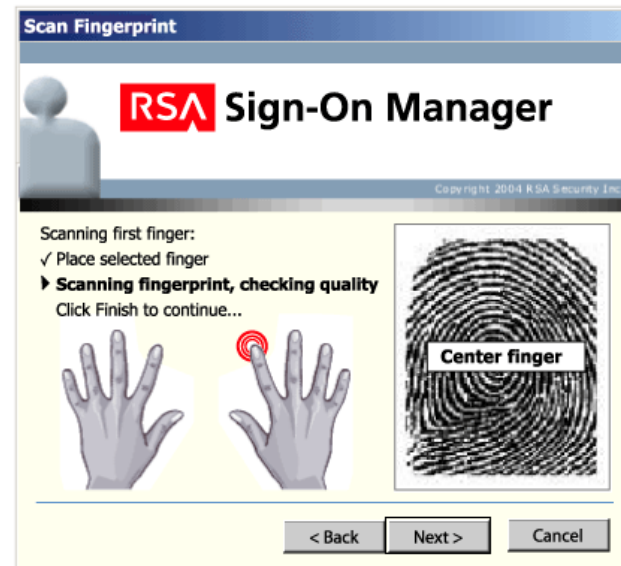 Scan Fingerprint
RSA Sign-On Manager
Copyright 2004 RSA Security Inc
Scanning first finger:
✓ Place selected finger
Scanning fingerprint, checking quality
Click Finish to continue...
Center finger
< Back Next > Cancel